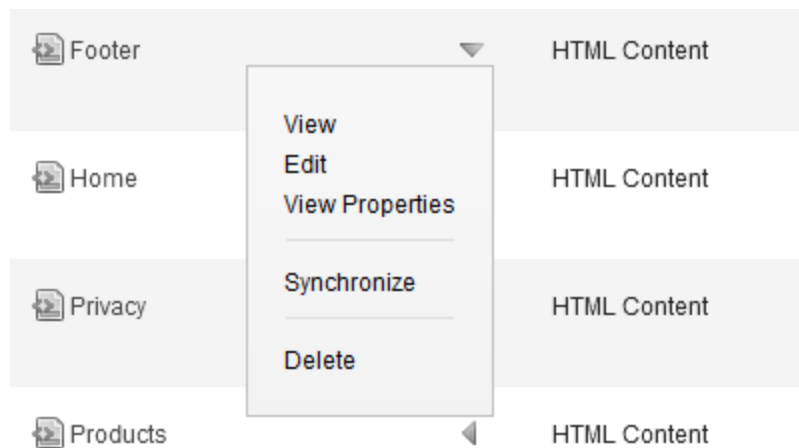 Footer HTML Content
View
Edit
Home HTML Content
View Properties
Synchronize
Privacy HTML Content
Delete
Products HTML Content